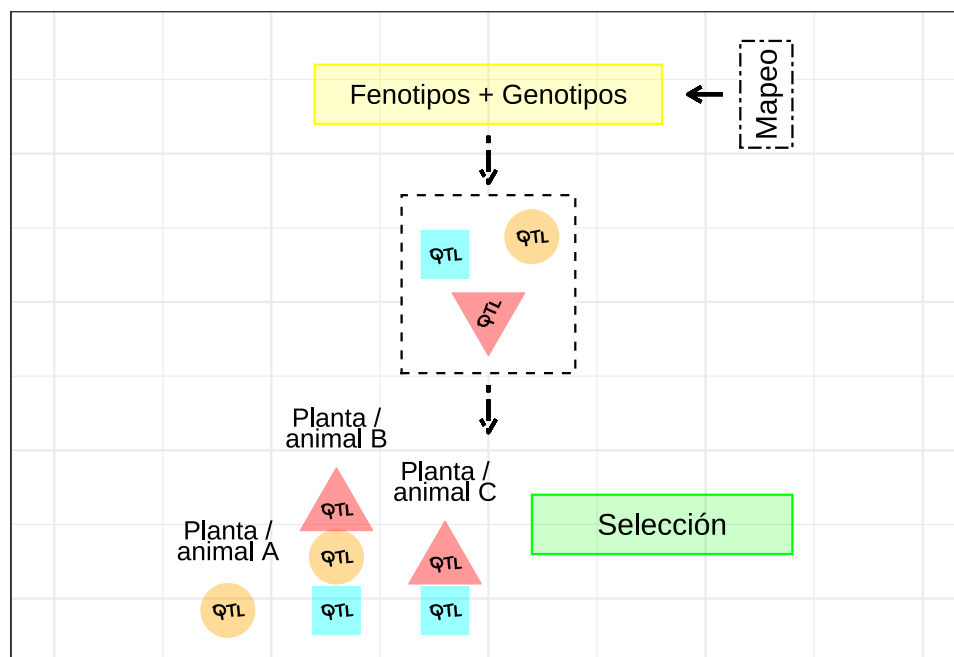 Fenotipos + Genotipos
Mapeo
QTL
QTL
QTL
Planta /
animal B
Planta /
animal C
Planta /
animal A
Selección
QTL
QTL
QTL
QTL
QTL
QTL